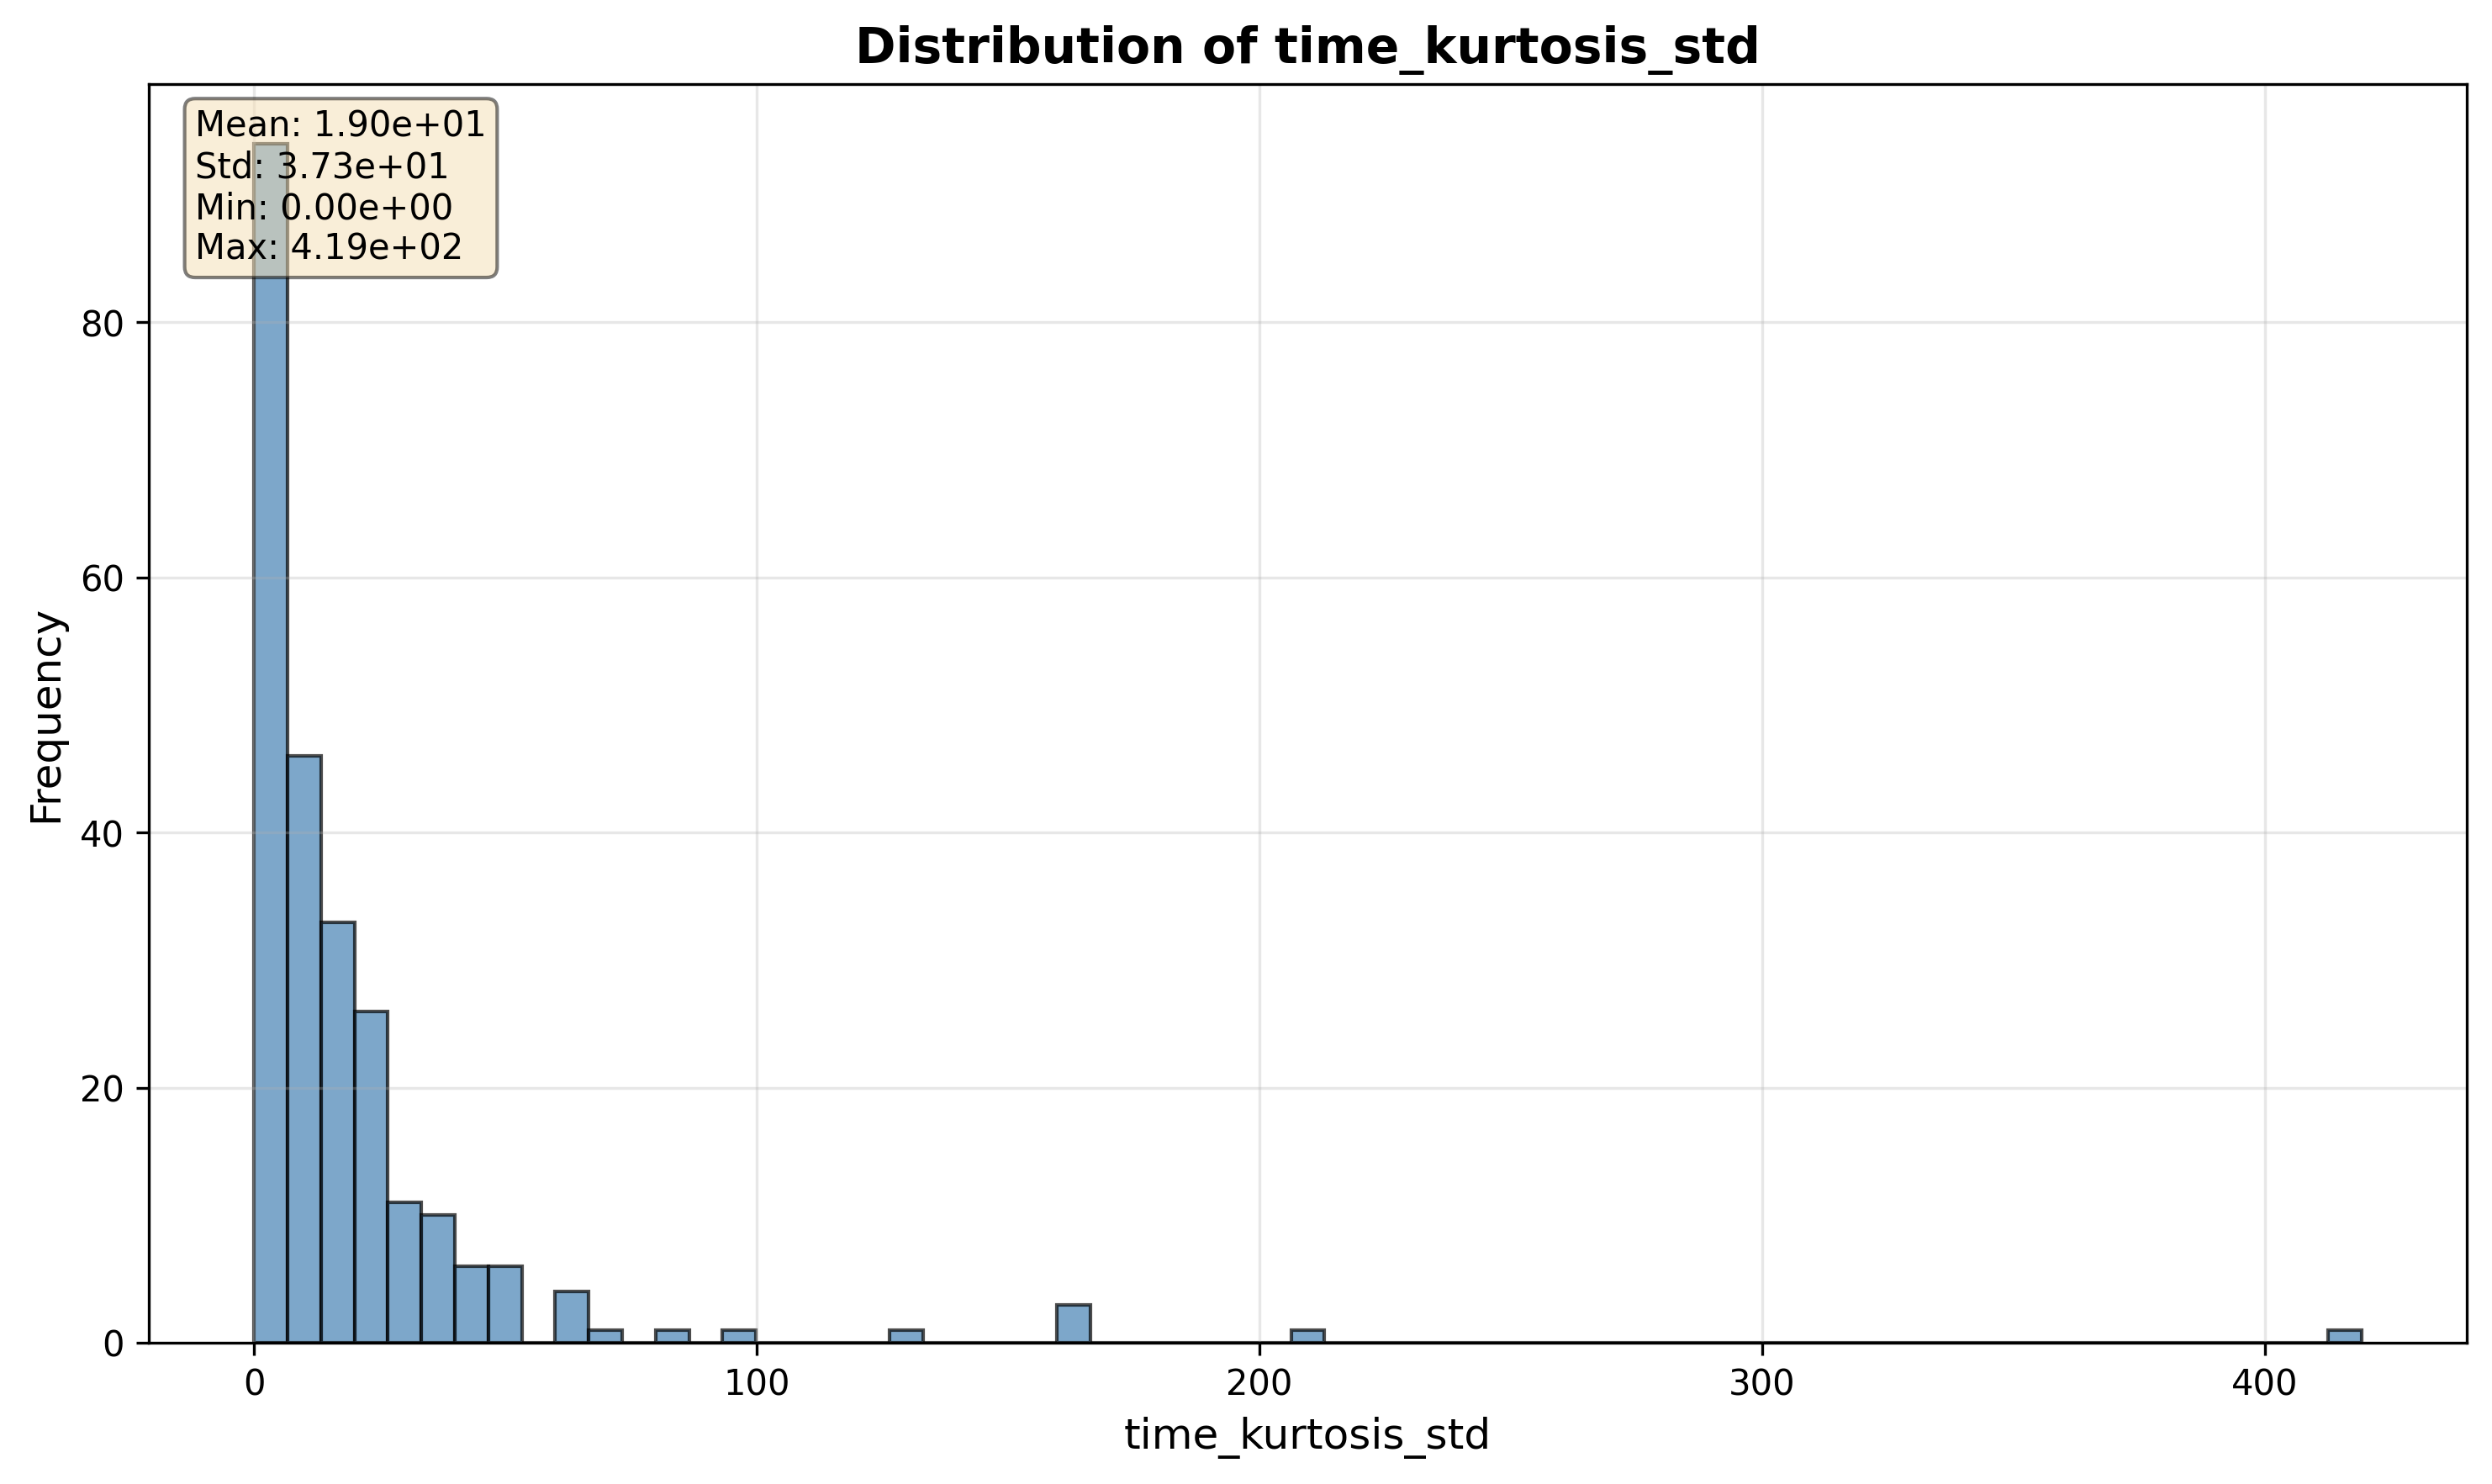 Distribution of time_kurtosis_std
Mean: 1.90e+01
Std: 3.73e+01
Min: 0.00e+00
Max: 4.19e+02
80
60
40
20
0
Frequency
0 100 200 300 400
time_kurtosis_std